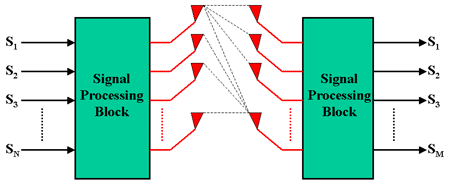 S1
S1
S2
S2
S3
Signal
Processing
Block
Signal
Processing
Block
S3
SN
SM